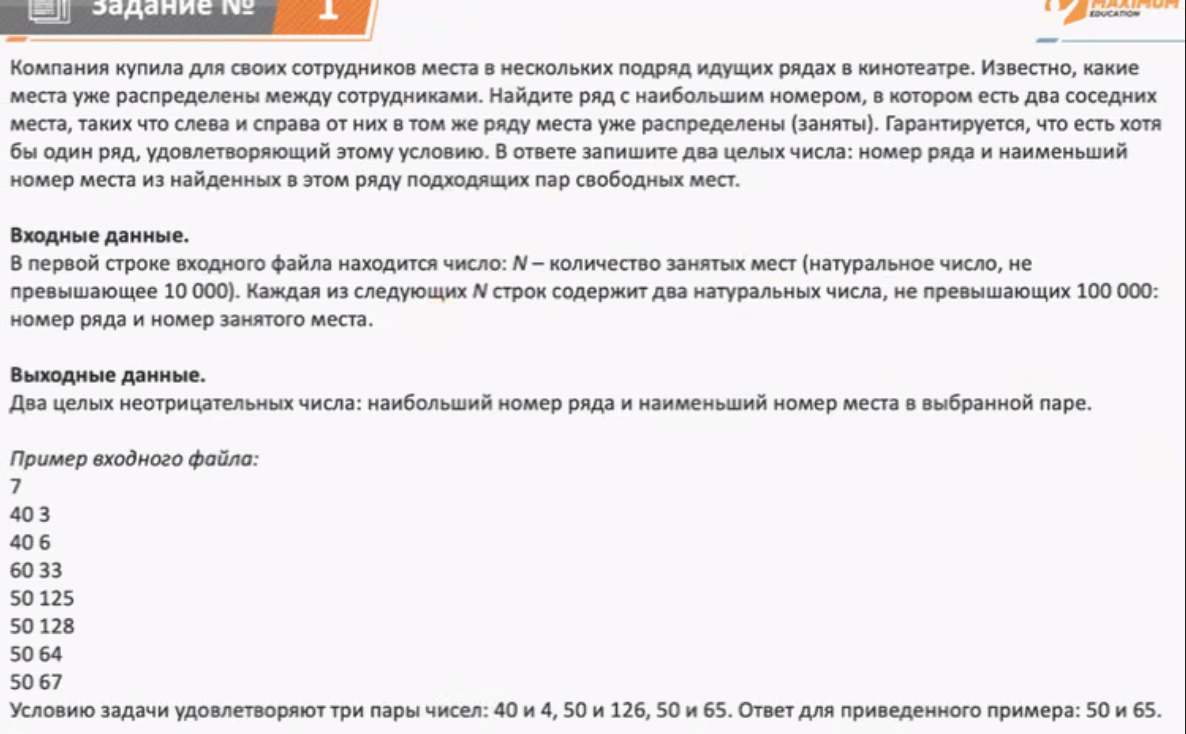 Задание № 1
MAXIMUM
EDUCATION
Компания купила для своих сотрудников места в нескольких подряд идущих рядах в кинотеатре. Известно, какие
места уже распределены между сотрудниками. Найдите ряд с наибольшим номером, в котором есть два соседних
места, таких что слева и справа от них в том же ряду места уже распределены (заняты). Гарантируется, что есть хотя
бы один ряд, удовлетворяющий этому условию. В ответе запишите два целых числа: номер ряда и наименьший
номер места из найденных в этом ряду подходящих пар свободных мест.
Входные данные.
В первой строке входного файла находится число: N – количество занятых мест (натуральное число, не
превышающее 10 000). Каждая из следующих N строк содержит два натуральных числа, не превышающих 100 000:
номер ряда и номер занятого места.
Выходные данные.
Два целых неотрицательных числа: наибольший номер ряда и наименьший номер места в выбранной паре.
Пример входного файла:
7
40 3
40 6
60 33
50 125
50 128
50 64
50 67
Условию задачи удовлетворяют три пары чисел: 40 и 4, 50 и 126, 50 и 65. Ответ для приведенного примера: 50 и 65.